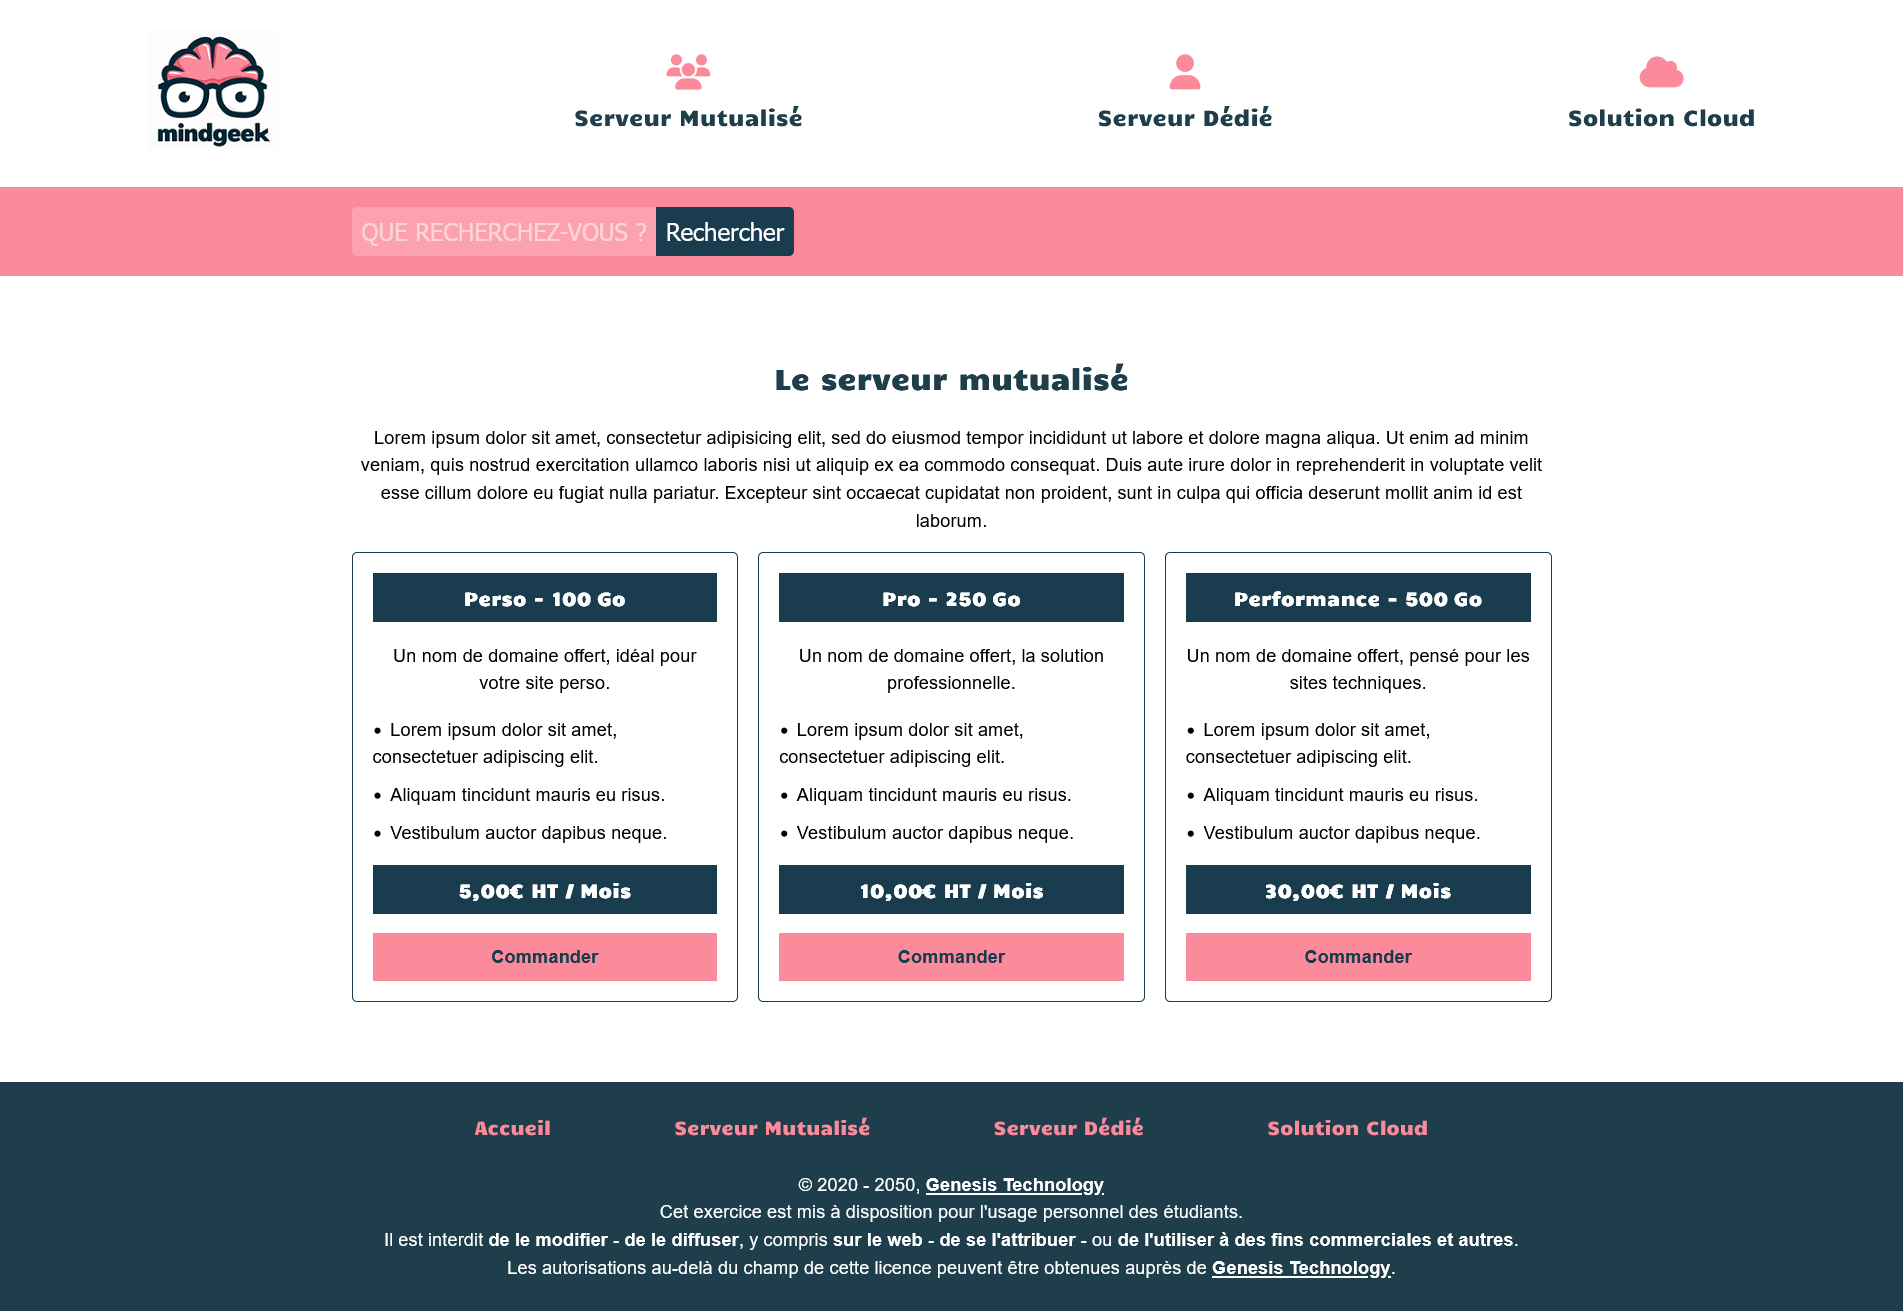 mindgeek
Serveur Mutualisé
Serveur Dédié
Solution Cloud
QUE RECHERCHEZ-VOUS ?
Rechercher
Le serveur mutualisé
Lorem ipsum dolor sit amet, consectetur adipisicing elit, sed do eiusmod tempor incididunt ut labore et dolore magna aliqua. Ut enim ad minim
veniam, quis nostrud exercitation ullamco laboris nisi ut aliquip ex ea commodo consequat. Duis aute irure dolor in reprehenderit in voluptate velit
esse cillum dolore eu fugiat nulla pariatur. Excepteur sint occaecat cupidatat non proident, sunt in culpa qui officia deserunt mollit anim id est
laborum.
Perso - 100 Go
Un nom de domaine offert, idéal pour
votre site perso.
• Lorem ipsum dolor sit amet,
consectetuer adipiscing elit.
• Aliquam tincidunt mauris eu risus.
• Vestibulum auctor dapibus neque.
5,00€ HT / Mois
Commander
Pro - 250 Go
Un nom de domaine offert, la solution
professionnelle.
• Lorem ipsum dolor sit amet,
consectetuer adipiscing elit.
• Aliquam tincidunt mauris eu risus.
• Vestibulum auctor dapibus neque.
10,00€ HT / Mois
Commander
Performance - 500 Go
Un nom de domaine offert, pensé pour les
sites techniques.
• Lorem ipsum dolor sit amet,
consectetuer adipiscing elit.
• Aliquam tincidunt mauris eu risus.
• Vestibulum auctor dapibus neque.
30,00€ HT / Mois
Commander
Accueil
Serveur Mutualisé
Serveur Dédié
Solution Cloud
© 2020 - 2050, Genesis Technology
Cet exercice est mis à disposition pour l'usage personnel des étudiants.
Il est interdit de le modifier - de le diffuser, y compris sur le web - de se l'attribuer - ou de l'utiliser à des fins commerciales et autres.
Les autorisations au-delà du champ de cette licence peuvent être obtenues auprès de Genesis Technology.